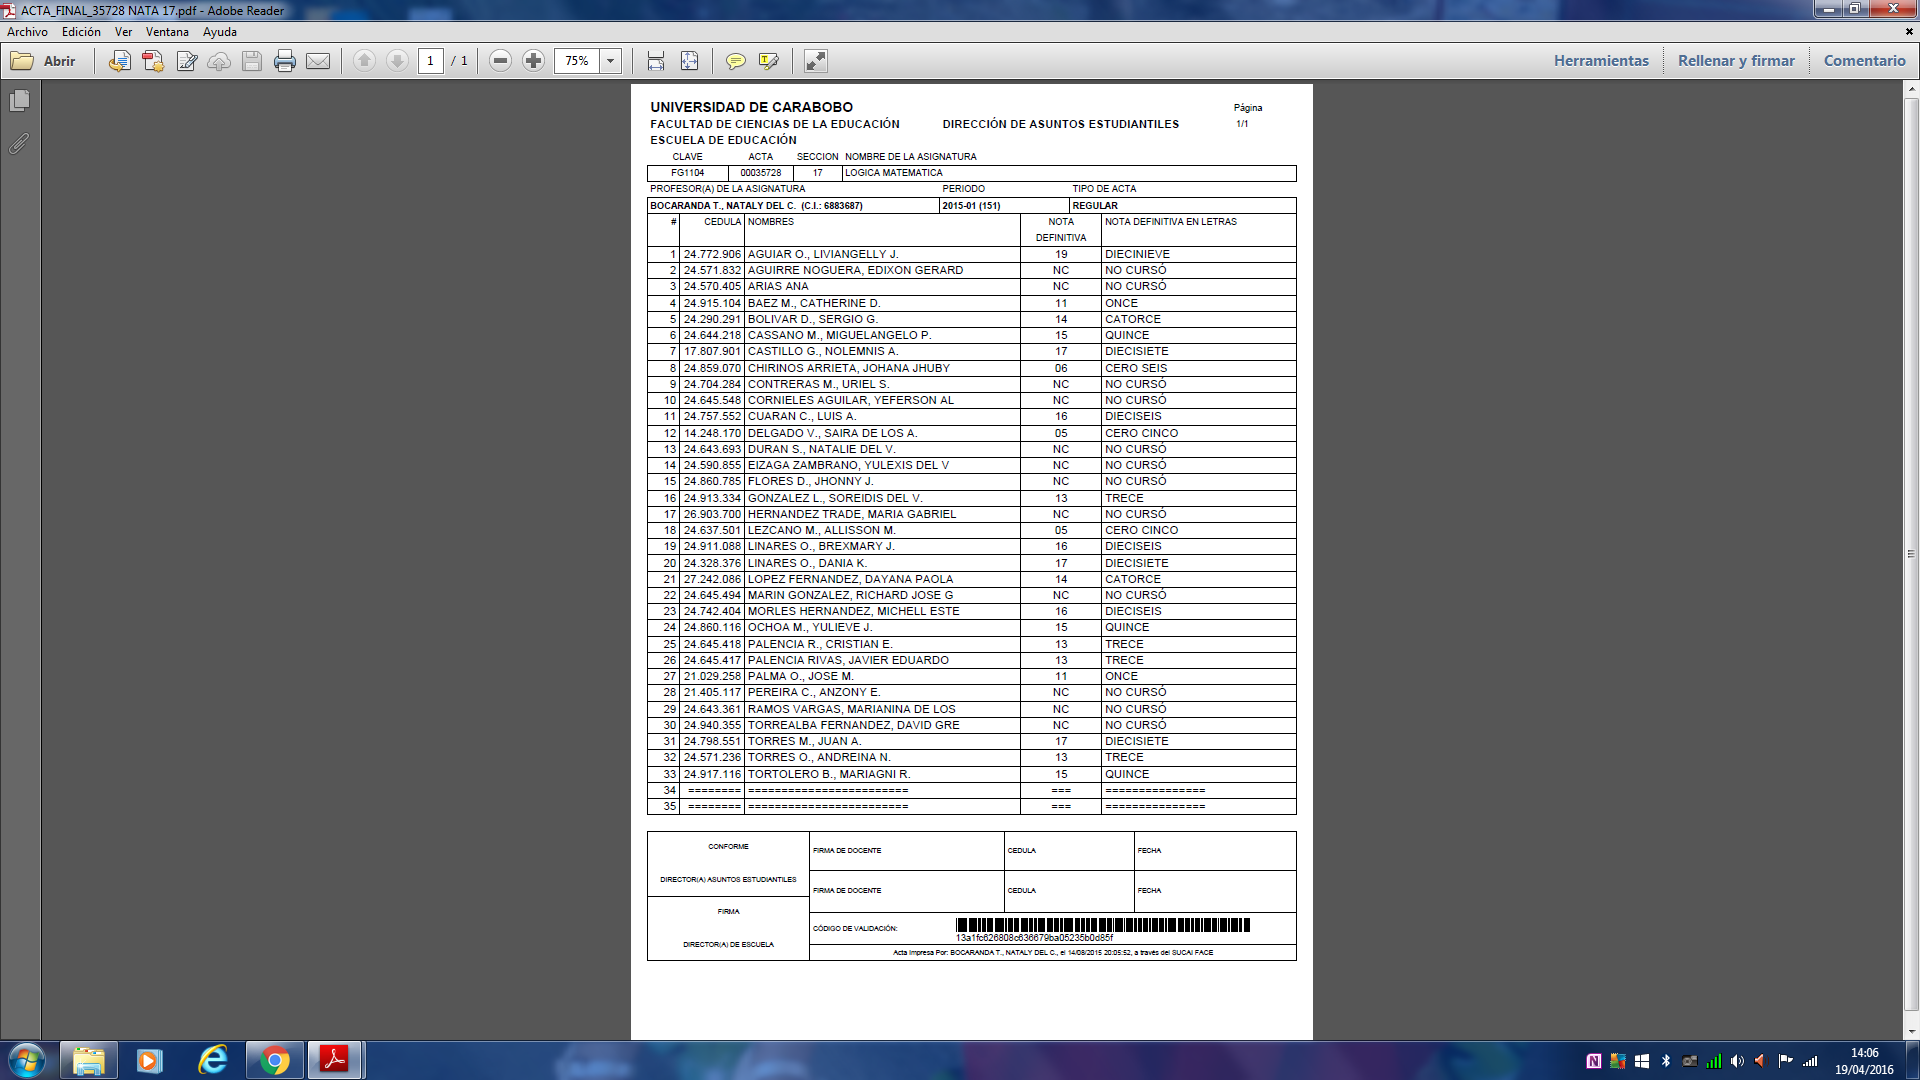 ACTA_FINAL_35728 NATA 17.pdf - Adobe Reader
Archivo Edición Ver Ventana Ayuda
Abrir 1 / 1 75% Herramientas Rellenar y firmar Comentario
UNIVERSIDAD DE CARABOBO Página
FACULTAD DE CIENCIAS DE LA EDUCACIÓN DIRECCIÓN DE ASUNTOS ESTUDIANTILES 1/1
ESCUELA DE EDUCACIÓN
CLAVE ACTA SECCION NOMBRE DE LA ASIGNATURA
FG1104 00035728 17 LOGICA MATEMATICA
PROFESOR(A) DE LA ASIGNATURA PERIODO TIPO DE ACTA
BOCARANDA T., NATALY DEL C. (C.I.: 6883687) 2015-01 (151) REGULAR
# CEDULA NOMBRES NOTA DEFINITIVA NOTA DEFINITIVA EN LETRAS
1 24.772.906 AGUIAR O., LIVIANGELLY J. 19 DIECINIEVE
2 24.571.832 AGUIRRE NOGUERA, EDIXON GERARD NC NO CURSÓ
3 24.570.405 ARIAS ANA NC NO CURSÓ
4 24.915.104 BAEZ M., CATHERINE D. 11 ONCE
5 24.290.291 BOLIVAR D., SERGIO G. 14 CATORCE
6 24.644.218 CASSANO M., MIGUELANGELO P. 15 QUINCE
7 17.807.901 CASTILLO G., NOLEMNIS A. 17 DIECISIETE
8 24.859.070 CHIRINOS ARRIETA, JOHANA JHUBY 06 CERO SEIS
9 24.704.284 CONTRERAS M., URIEL S. NC NO CURSÓ
10 24.645.548 CORNIELES AGUILAR, YEFERSON AL NC NO CURSÓ
11 24.757.552 CUARAN C., LUIS A. 16 DIECISEIS
12 14.248.170 DELGADO V., SAIRA DE LOS A. 05 CERO CINCO
13 24.643.693 DURAN S., NATALIE DEL V. NC NO CURSÓ
14 24.590.855 EIZAGA ZAMBRANO, YULEXIS DEL V NC NO CURSÓ
15 24.860.785 FLORES D., JHONNY J. NC NO CURSÓ
16 24.913.334 GONZALEZ L., SOREIDIS DEL V. 13 TRECE
17 26.903.700 HERNANDEZ TRADE, MARIA GABRIEL NC NO CURSÓ
18 24.637.501 LEZCANO M., ALLISSON M. 05 CERO CINCO
19 24.911.088 LINARES O., BREXMARY J. 16 DIECISEIS
20 24.328.376 LINARES O., DANIA K. 17 DIECISIETE
21 27.242.086 LOPEZ FERNANDEZ, DAYANA PAOLA 14 CATORCE
22 24.645.494 MARIN GONZALEZ, RICHARD JOSE G NC NO CURSÓ
23 24.742.404 MORLES HERNANDEZ, MICHELL ESTE 16 DIECISEIS
24 24.860.116 OCHOA M., YULIEVE J. 15 QUINCE
25 24.645.418 PALENCIA R., CRISTIAN E. 13 TRECE
26 24.645.417 PALENCIA RIVAS, JAVIER EDUARDO 13 TRECE
27 21.029.258 PALMA O., JOSE M. 11 ONCE
28 21.405.117 PEREIRA C., ANZONY E. NC NO CURSÓ
29 24.643.361 RAMOS VARGAS, MARIANINA DE LOS NC NO CURSÓ
30 24.940.355 TORREALBA FERNANDEZ, DAVID GRE NC NO CURSÓ
31 24.798.551 TORRES M., JUAN A. 17 DIECISIETE
32 24.571.236 TORRES O., ANDREINA N. 13 TRECE
33 24.917.116 TORTOLERO B., MARIAGNI R. 15 QUINCE
34 ======== ======================== === ===============
35 ======== ======================== === ===============
CONFORME
DIRECTOR(A) ASUNTOS ESTUDIANTILES
FIRMA
DIRECTOR(A) DE ESCUELA
FIRMA DE DOCENTE CEDULA FECHA
FIRMA DE DOCENTE CEDULA FECHA
CÓDIGO DE VALIDACIÓN:
13a1fc626808c636679ba05235b0d85f
Acta Impresa Por: BOCARANDA T., NATALY DEL C., el 14/08/2015 20:05:52, a través del SUCAI FACE
14:06
19/04/2016